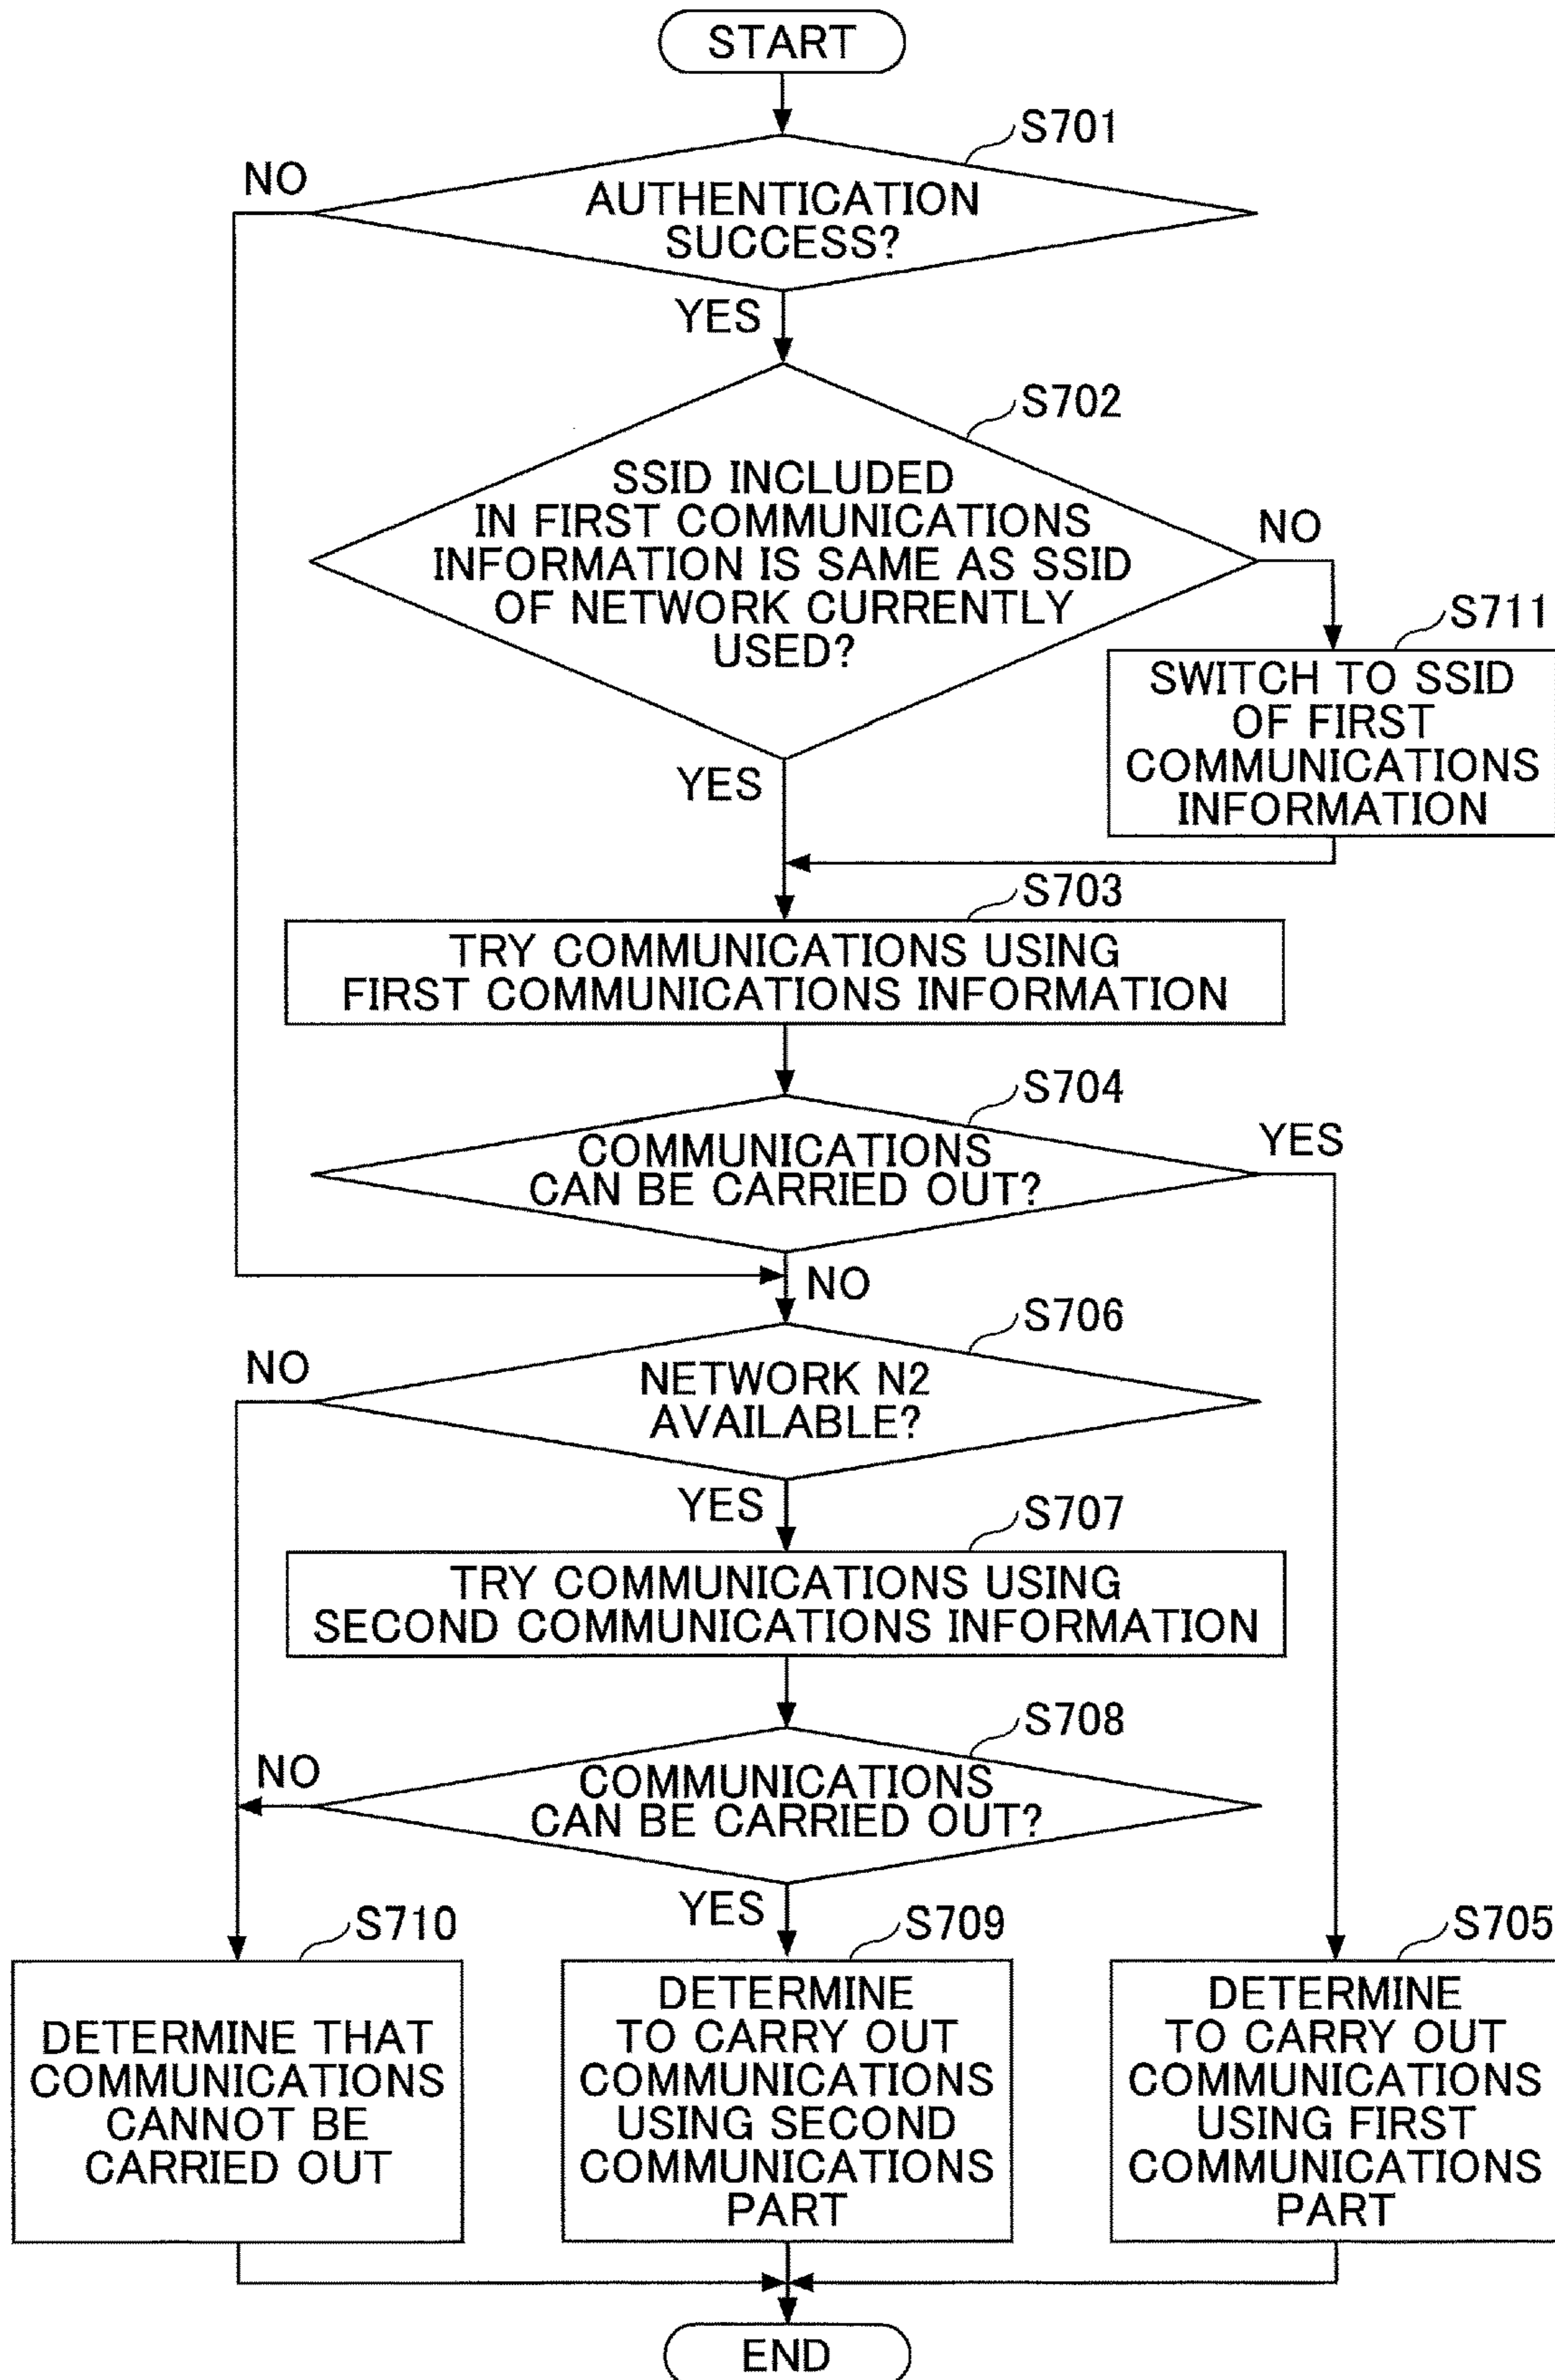 START
S701
NO
AUTHENTICATION
SUCCESS?
YES
S702
SSID INCLUDED
IN FIRST COMMUNICATIONS
INFORMATION IS SAME AS SSID
OF NETWORK CURRENTLY
USED?
NO
S711
SWITCH TO SSID
OF FIRST
COMMUNICATIONS
INFORMATION
YES
S703
TRY COMMUNICATIONS USING
FIRST COMMUNICATIONS INFORMATION
S704
COMMUNICATIONS
CAN BE CARRIED OUT?
YES
NO
S706
NO
NETWORK N2
AVAILABLE?
YES
S707
TRY COMMUNICATIONS USING
SECOND COMMUNICATIONS INFORMATION
S708
NO
COMMUNICATIONS
CAN BE CARRIED OUT?
YES
S710
DETERMINE THAT
COMMUNICATIONS
CANNOT BE
CARRIED OUT
S709
DETERMINE
TO CARRY OUT
COMMUNICATIONS
USING SECOND
COMMUNICATIONS
PART
S705
DETERMINE
TO CARRY OUT
COMMUNICATIONS
USING FIRST
COMMUNICATIONS
PART
END